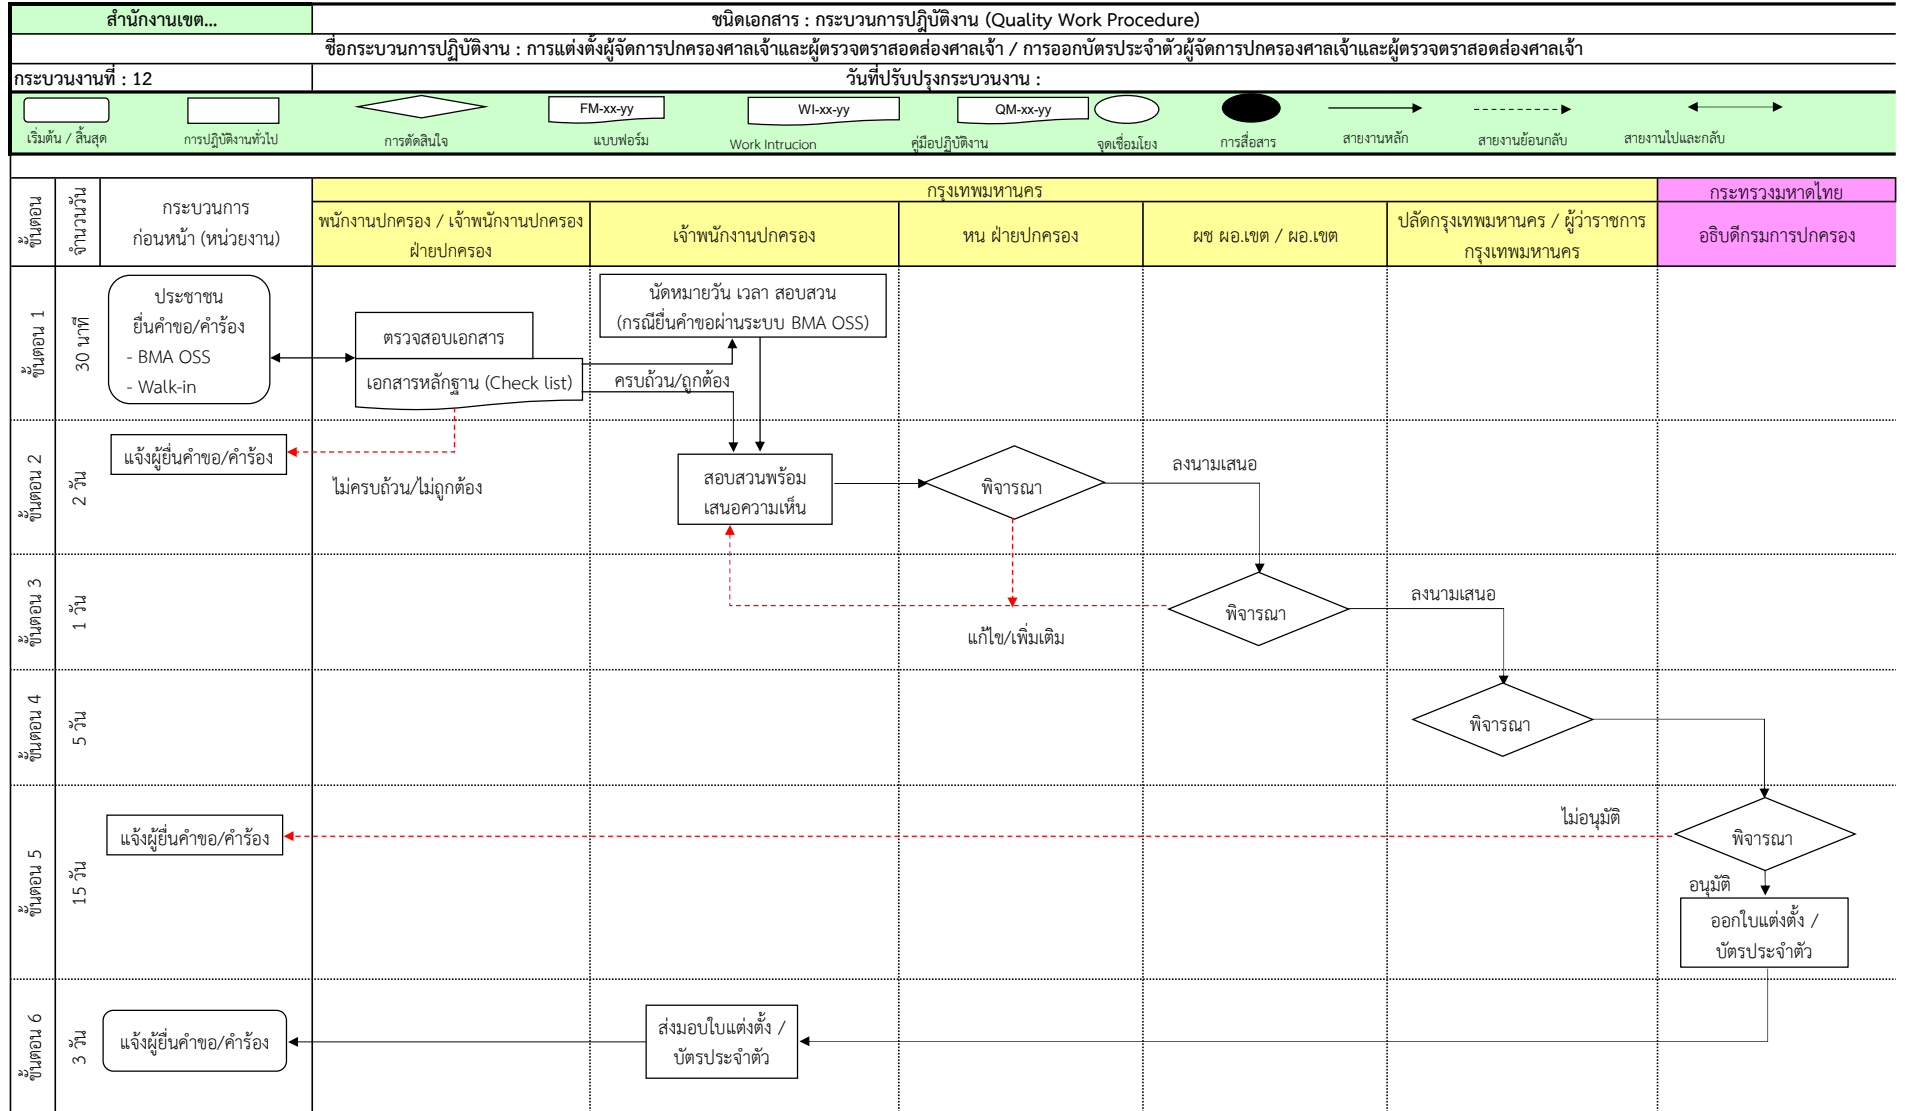 สำนักงานเขต...
ชนิดเอกสาร : กระบวนการปฏิบัติงาน (Quality Work Procedure)
ชื่อกระบวนการปฏิบัติงาน : การแต่งตั้งผู้จัดการปกครองศาลเจ้าและผู้ตรวจตราสอดส่องศาลเจ้า / การออกบัตรประจำตัวผู้จัดการปกครองศาลเจ้าและผู้ตรวจตราสอดส่องศาลเจ้า
กระบวนงานที่ : 12
วันที่ปรับปรุงกระบวนงาน :
FM-xx-yy
WI-xx-yy
QM-xx-yy
เริ่มต้น / สิ้นสุด
การปฎิบัติงานทั่วไป
การตัดสินใจ
แบบฟอร์ม
Work Intrucion
คู่มือปฏิบัติงาน
จุดเชื่อมโยง
การสื่อสาร
สายงานหลัก
สายงานย้อนกลับ
สายงานไปและกลับ
ขั้นตอน
จำนวนวัน
กระบวนการ
ก่อนหน้า (หน่วยงาน)
กรุงเทพมหานคร
กระทรวงมหาดไทย
พนักงานปกครอง / เจ้าพนักงานปกครอง
ฝ่ายปกครอง
เจ้าพนักงานปกครอง
หน ฝ่ายปกครอง
ผช ผอ.เขต / ผอ.เขต
ปลัดกรุงเทพมหานคร / ผู้ว่าราชการ
กรุงเทพมหานคร
อธิบดีกรมการปกครอง
ขั้นตอน 1
30 นาที
ประชาชน
ยื่นคำขอ/คำร้อง
- BMA OSS
- Walk-in
ตรวจสอบเอกสาร
เอกสารหลักฐาน (Check list)
นัดหมายวัน เวลา สอบสวน
(กรณียื่นคำขอผ่านระบบ BMA OSS)
ครบถ้วน/ถูกต้อง
ขั้นตอน 2
2 วัน
แจ้งผู้ยื่นคำขอ/คำร้อง
ไม่ครบถ้วน/ไม่ถูกต้อง
สอบสวนพร้อม
เสนอความเห็น
พิจารณา
ลงนามเสนอ
ขั้นตอน 3
1 วัน
แก้ไข/เพิ่มเติม
พิจารณา
ลงนามเสนอ
ขั้นตอน 4
5 วัน
พิจารณา
ขั้นตอน 5
15 วัน
แจ้งผู้ยื่นคำขอ/คำร้อง
ไม่อนุมัติ
พิจารณา
อนุมัติ
ออกใบแต่งตั้ง /
บัตรประจำตัว
ขั้นตอน 6
3 วัน
แจ้งผู้ยื่นคำขอ/คำร้อง
ส่งมอบใบแต่งตั้ง /
บัตรประจำตัว